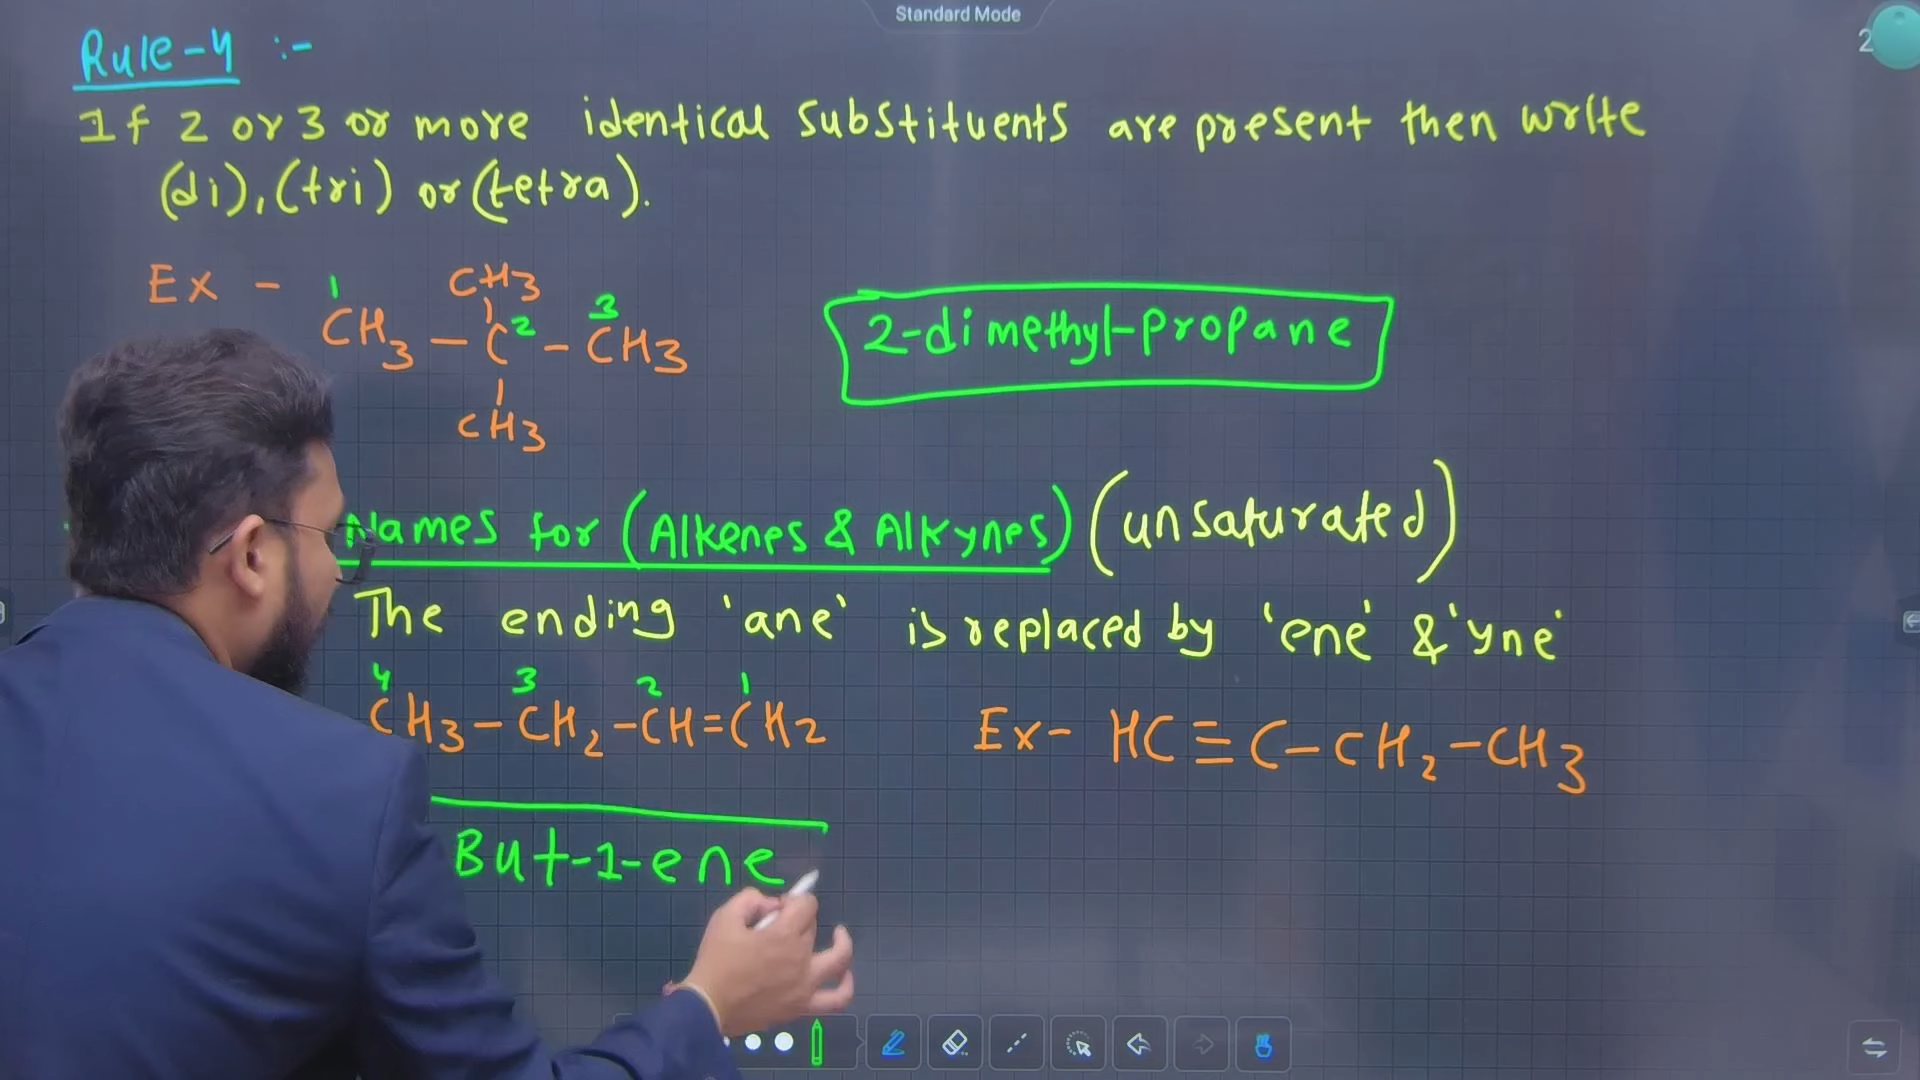 Standard Mode
2
Rule-4 :-
If 2 or 3 or more identical substituents are present then write
(di), (tri) or (tetra).
Ex -
CH3
1 2 3
CH3 - C - CH3
CH3
2-dimethyl-propane
Names for (Alkenes & Alkynes) (unsaturated)
The ending 'ane' is replaced by 'ene' & 'yne'
4 3 2 1
CH3-CH2-CH=CH2 Ex- HC≡C-CH2-CH3
But-1-ene